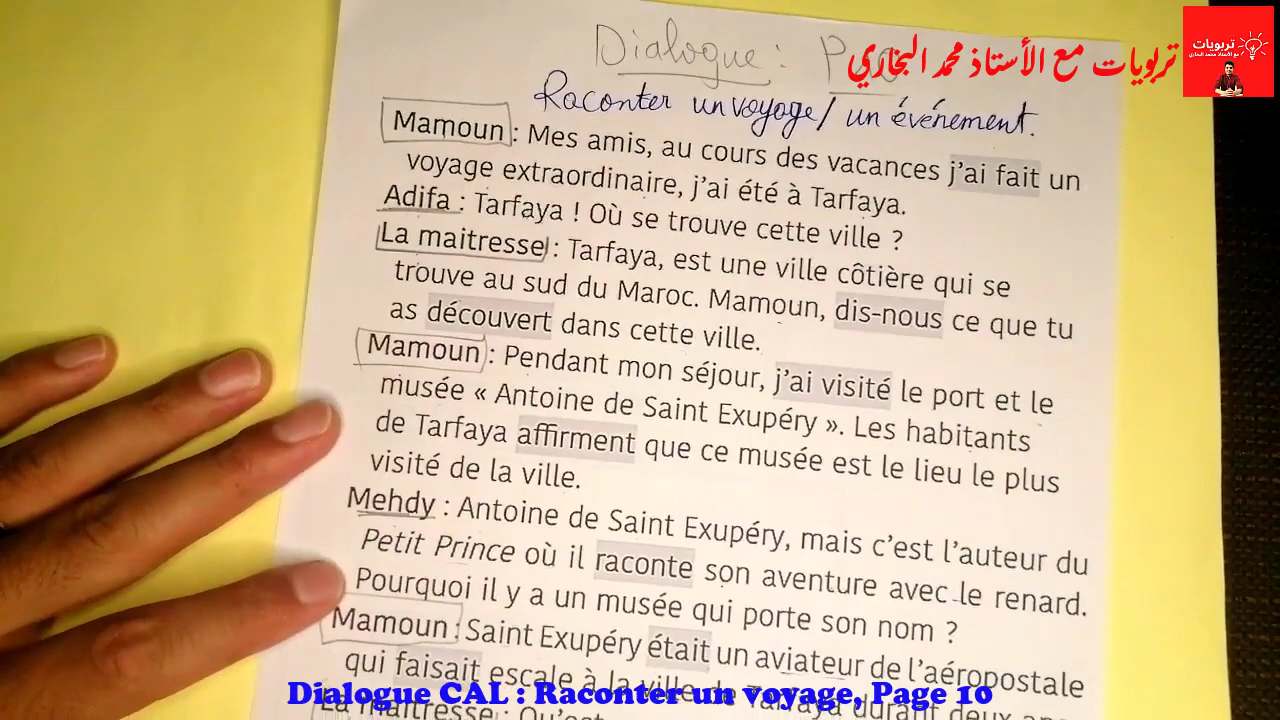 تربويات مع الأستاذ محمد البخاري
تربويات
مع الأستاذ محمد البخاري
Dialogue :
Raconter un voyage / un événement.
Mamoun : Mes amis, au cours des vacances j'ai fait un
voyage extraordinaire, j'ai été à Tarfaya.
Adifa : Tarfaya ! Où se trouve cette ville ?
La maitresse : Tarfaya, est une ville côtière qui se
trouve au sud du Maroc. Mamoun, dis-nous ce que tu
as découvert dans cette ville.
Mamoun : Pendant mon séjour, j'ai visité le port et le
musée « Antoine de Saint Exupéry ». Les habitants
de Tarfaya affirment que ce musée est le lieu le plus
visité de la ville.
Mehdy : Antoine de Saint Exupéry, mais c'est l'auteur du
Petit Prince où il raconte son aventure avec le renard.
Pourquoi il y a un musée qui porte son nom ?
Mamoun : Saint Exupéry était un aviateur de l'aéropostale
qui faisait escale à la ville de Tarfaya durant deux
La maitresse : Qu'est
Dialogue CAL : Raconter un voyage, Page 10